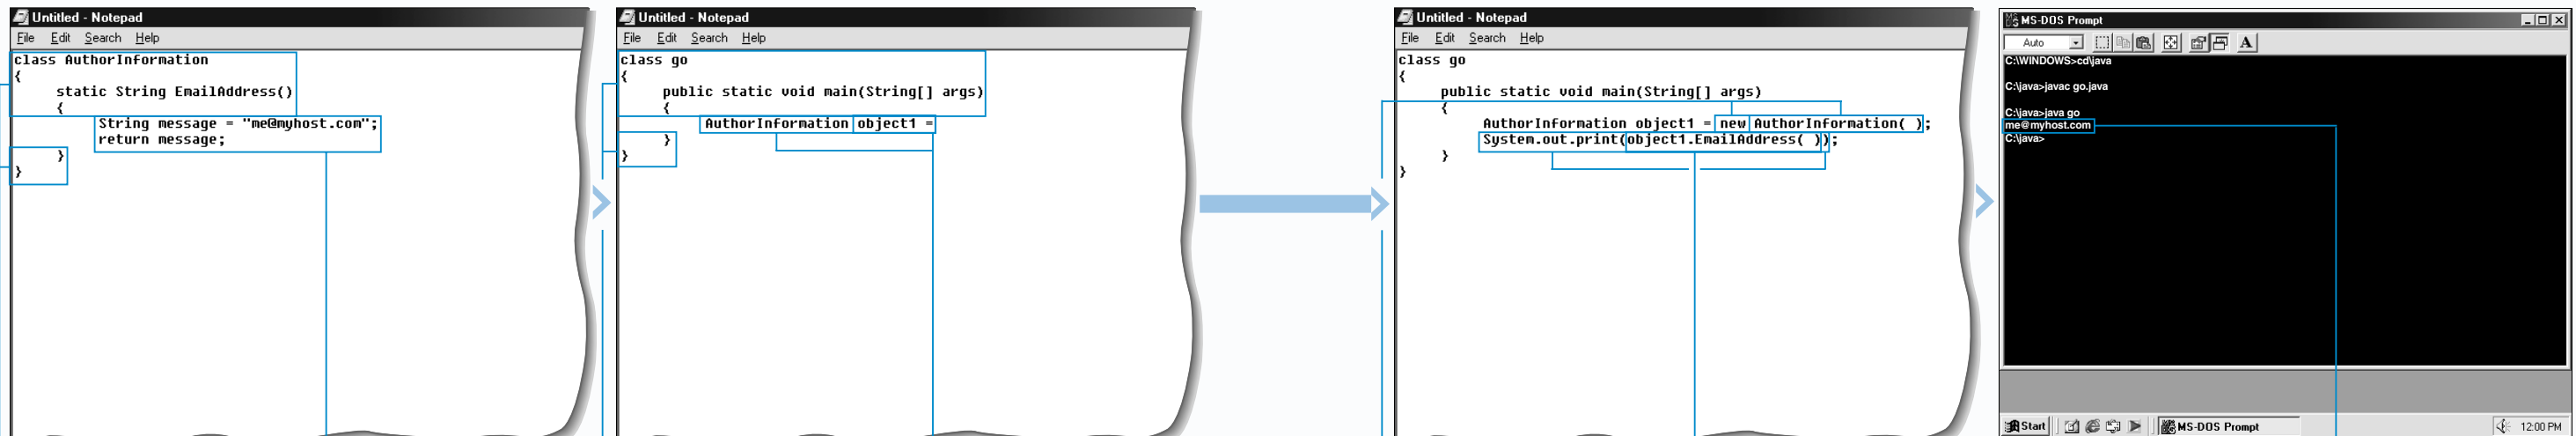 Untitled - Notepad
File Edit Search Help
class AuthorInformation
{
static String EmailAddress()
{
String message = "me@myhost.com";
return message;
}
}
Untitled - Notepad
File Edit Search Help
class go
{
public static void main(String[] args)
{
AuthorInformation object1 =
}
}
Untitled - Notepad
File Edit Search Help
class go
{
public static void main(String[] args)
{
AuthorInformation object1 = new AuthorInformation( );
System.out.print(object1.EmailAddress( ));
}
}
MS-DOS Prompt
Auto
A
C:\WINDOWS>cd\java
C:\java>javac go.java
C:\java>java go
me@myhost.com
C:\java>
Start
MS-DOS Prompt
12:00 PM